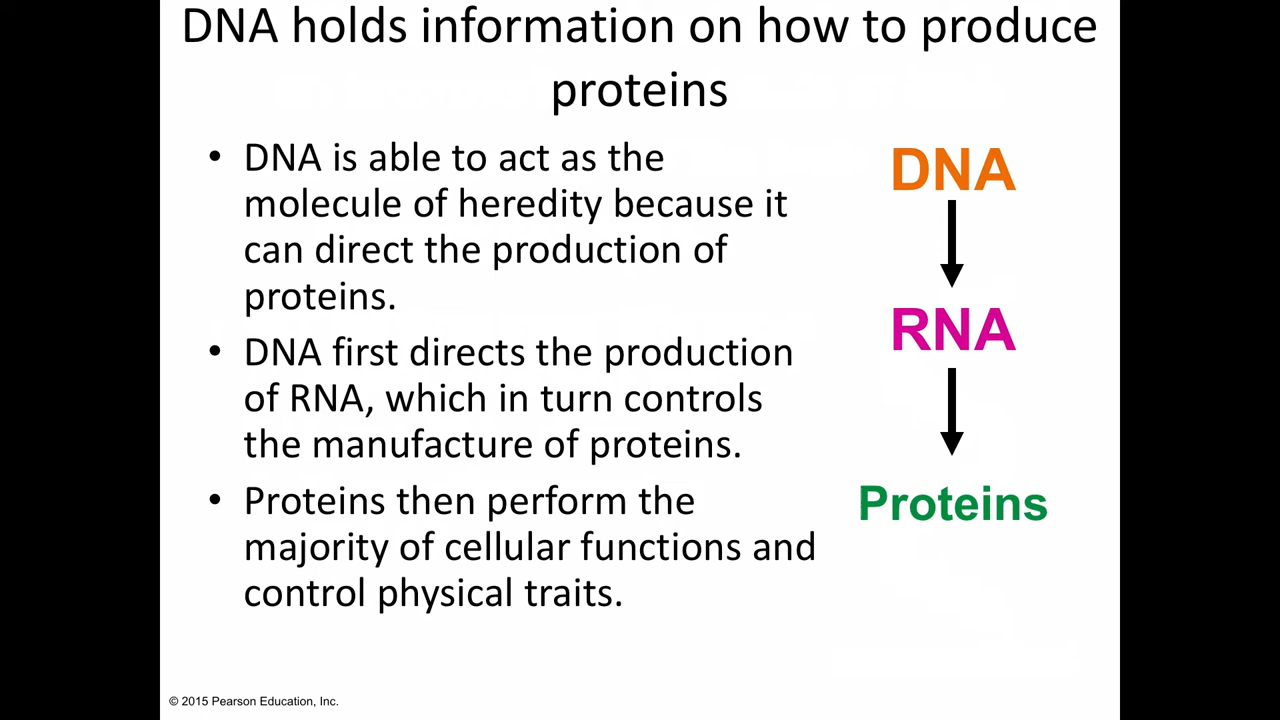 DNA holds information on how to produce
proteins
• DNA is able to act as the
molecule of heredity because it
can direct the production of
proteins.
• DNA first directs the production
of RNA, which in turn controls
the manufacture of proteins.
• Proteins then perform the
majority of cellular functions and
control physical traits.
DNA
RNA
Proteins
© 2015 Pearson Education, Inc.